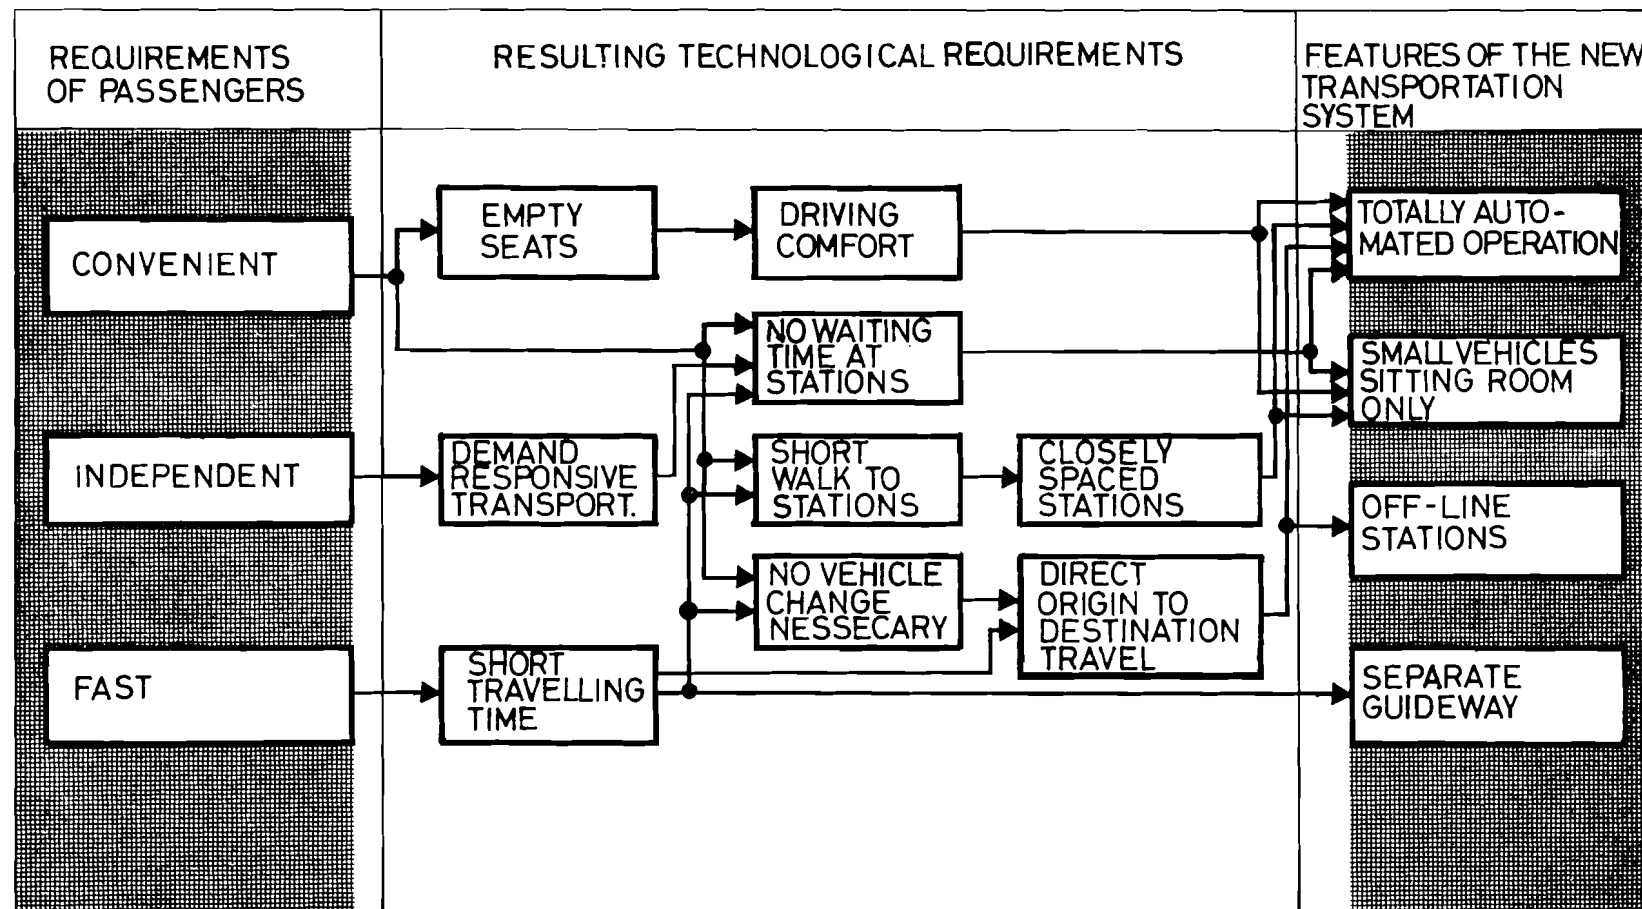 REQUIREMENTS
OF PASSENGERS
RESULTING TECHNOLOGICAL REQUIREMENTS
FEATURES OF THE NEW
TRANSPORTATION
SYSTEM
CONVENIENT
INDEPENDENT
FAST
EMPTY
SEATS
DEMAND
RESPONSIVE
TRANSPORT.
SHORT
TRAVELLING
TIME
DRIVING
COMFORT
NO WAITING
TIME AT
STATIONS
SHORT
WALK TO
STATIONS
NO VEHICLE
CHANGE
NESSECARY
CLOSELY
SPACED
STATIONS
DIRECT
ORIGIN TO
DESTINATION
TRAVEL
TOTALLY AUTO-
MATED OPERATION
SMALL VEHICLES
SITTING ROOM
ONLY
OFF-LINE
STATIONS
SEPARATE
GUIDEWAY